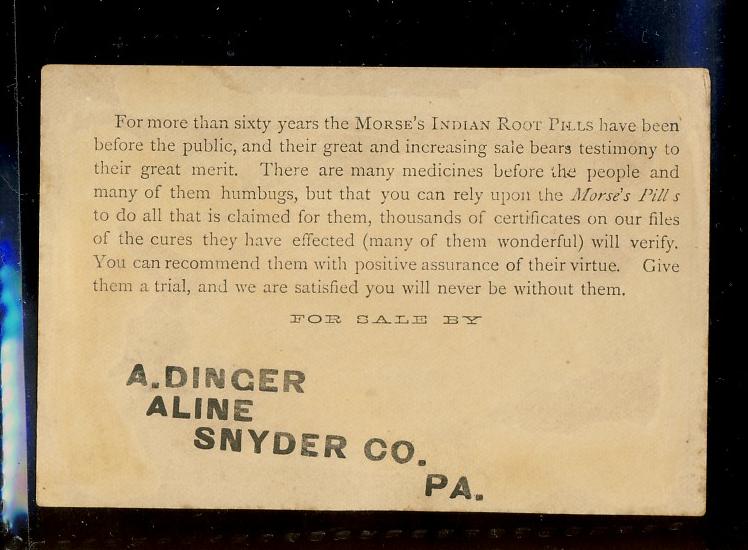 For more than sixty years the MORSE'S INDIAN ROOT PILLS have been
before the public, and their great and increasing sale bears testimony to
their great merit. There are many medicines before the people and
many of them humbugs, but that you can rely upon the Morse's Pills
to do all that is claimed for them, thousands of certificates on our files
of the cures they have effected (many of them wonderful) will verify.
You can recommend them with positive assurance of their virtue. Give
them a trial, and we are satisfied you will never be without them.
FOR SALE BY
A. DINGER
ALINE
SNYDER CO.
PA.